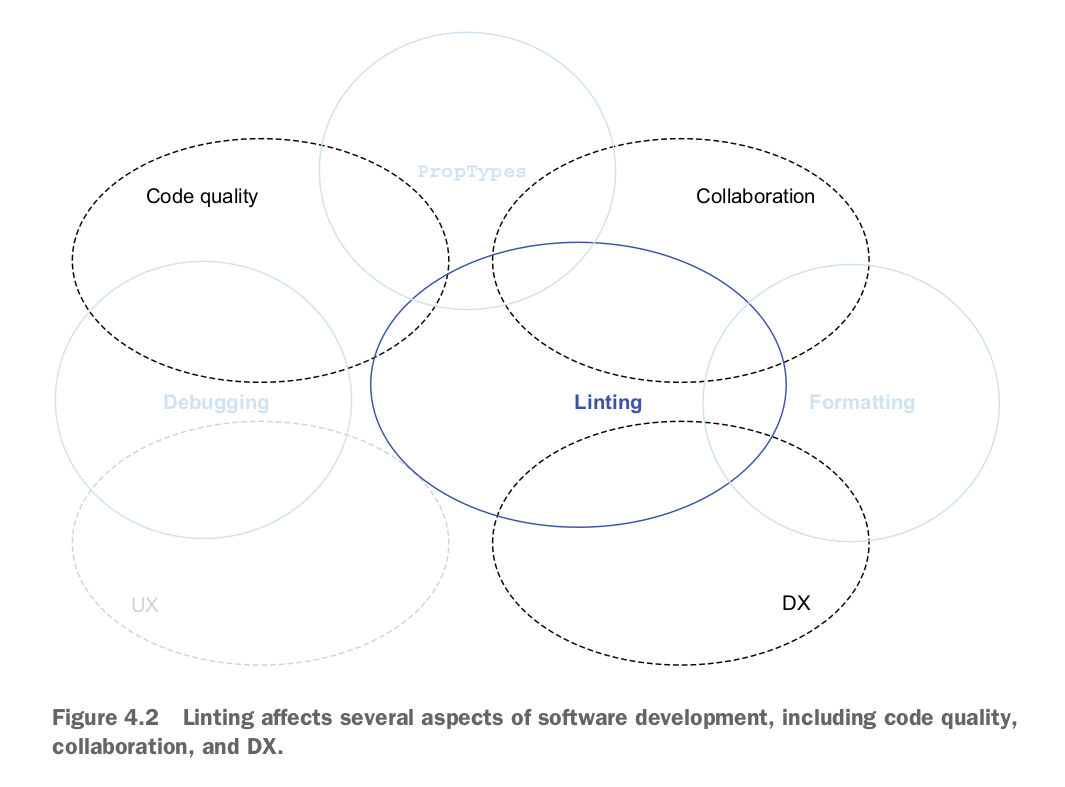 PropTypes
Code quality
Collaboration
Debugging
Linting
Formatting
UX
DX
Figure 4.2 Linting affects several aspects of software development, including code quality,
collaboration, and DX.